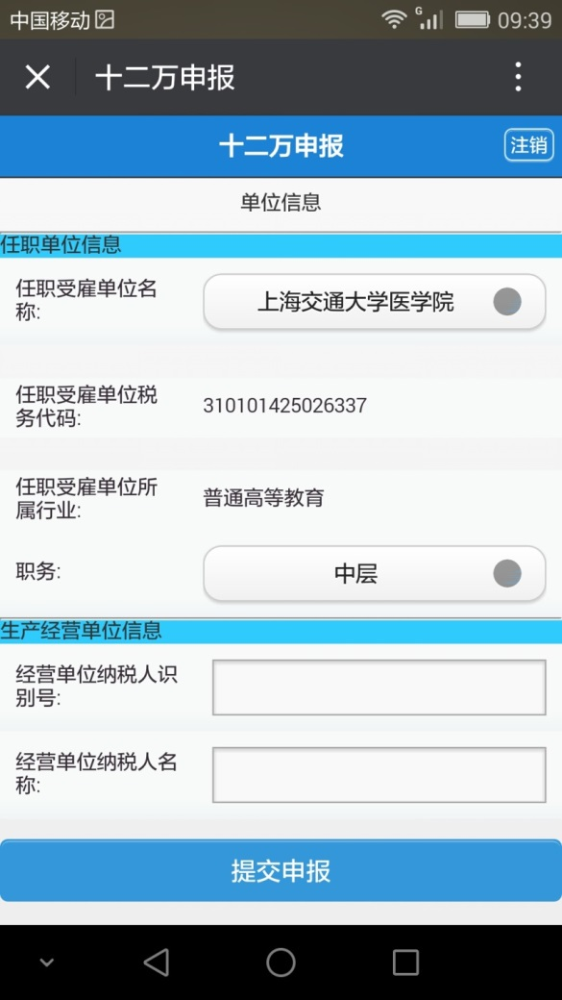 中国移动
G
09:39
十二万申报
十二万申报
注销
单位信息
任职单位信息
任职受雇单位名
称:
上海交通大学医学院
任职受雇单位税
务代码:
310101425026337
任职受雇单位所
属行业:
普通高等教育
职务:
中层
生产经营单位信息
经营单位纳税人识
别号:
经营单位纳税人名
称:
提交申报